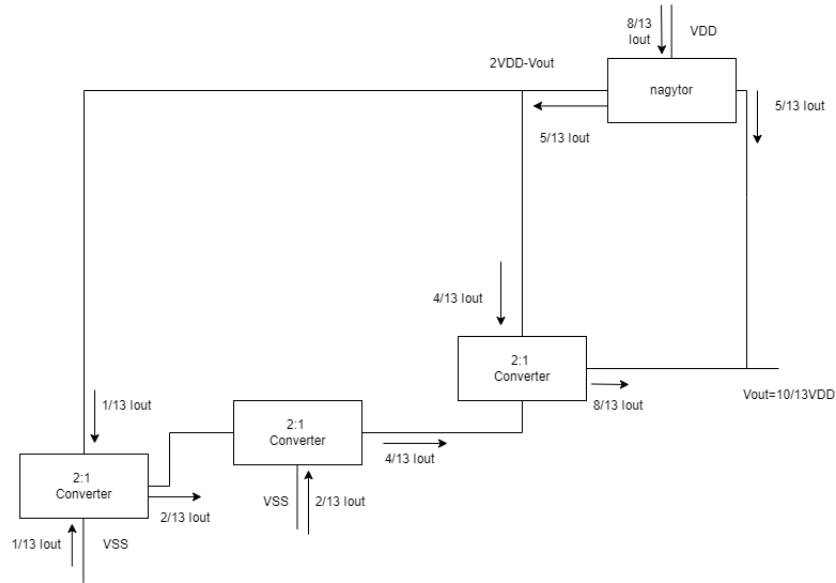 8/13
Iout
VDD
2VDD-Vout
nagytor
5/13 Iout
5/13 Iout
4/13 Iout
2:1
Converter
Vout=10/13VDD
8/13 Iout
1/13 Iout
2:1
Converter
4/13 Iout
2:1
Converter
VSS
2/13 Iout
2/13 Iout
1/13 Iout
VSS